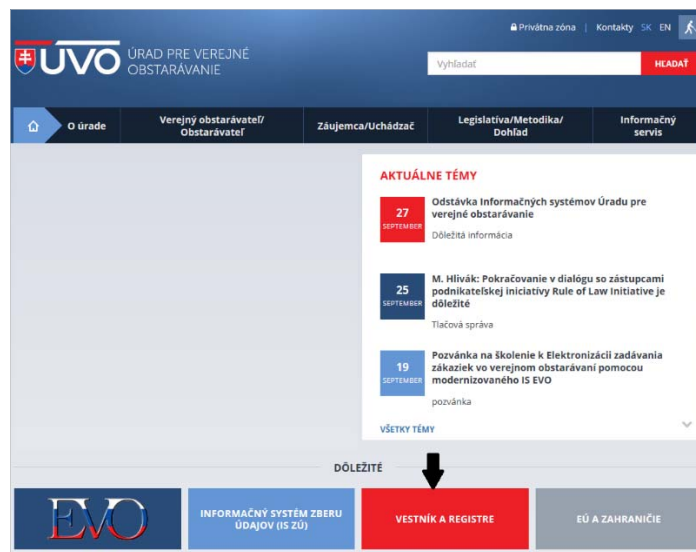 Privátna zóna | Kontakty SK EN
ÚVO ÚRAD PRE VEREJNÉ
OBSTARÁVANIE
Vyhľadať HĽADAŤ
O úrade
Verejný obstarávateľ/
Obstarávateľ
Záujemca/Uchádzač
Legislatíva/Metodika/
Dohľad
Informačný
servis
AKTUÁLNE TÉMY
27
SEPTEMBER
Odstávka Informačných systémov Úradu pre
verejné obstarávanie
Dôležitá informácia
25
SEPTEMBER
M. Hlivák: Pokračovanie v dialógu so zástupcami
podnikateľskej iniciatívy Rule of Law Initiative je
dôležité
Tlačová správa
19
SEPTEMBER
Pozvánka na školenie k Elektronizácii zadávania
zákaziek vo verejnom obstarávaní pomocou
modernizovaného IS EVO
pozvánka
VŠETKY TÉMY
DÔLEŽITÉ
EVO
INFORMAČNÝ SYSTÉM ZBERU
ÚDAJOV (IS ZÚ)
VESTNÍK A REGISTRE
EÚ A ZAHRANIČIE